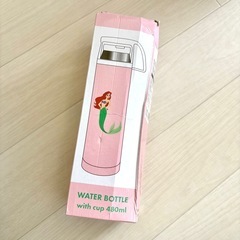 WATER BOTTLE
with cup 480ml